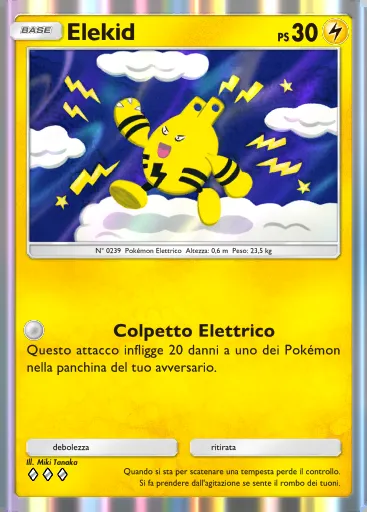 BASE Elekid PS 30
N° 0239 Pokémon Elettrico Altezza: 0,6 m Peso: 23,5 kg
Colpetto Elettrico
Questo attacco infligge 20 danni a uno dei Pokémon
nella panchina del tuo avversario.
debolezza ritirata
Ill. Miki Tanaka
Quando si sta per scatenare una tempesta perde il controllo.
Si fa prendere dall'agitazione se sente il rombo dei tuoni.